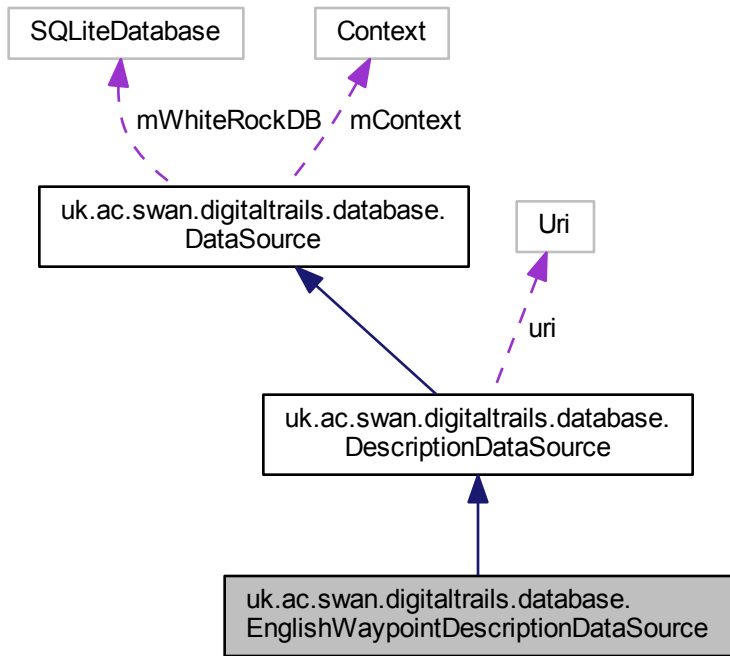 SQLiteDatabase
Context
mWhiteRockDB
mContext
uk.ac.swan.digitaltrails.database.
DataSource
Uri
uri
uk.ac.swan.digitaltrails.database.
DescriptionDataSource
uk.ac.swan.digitaltrails.database.
EnglishWaypointDescriptionDataSource